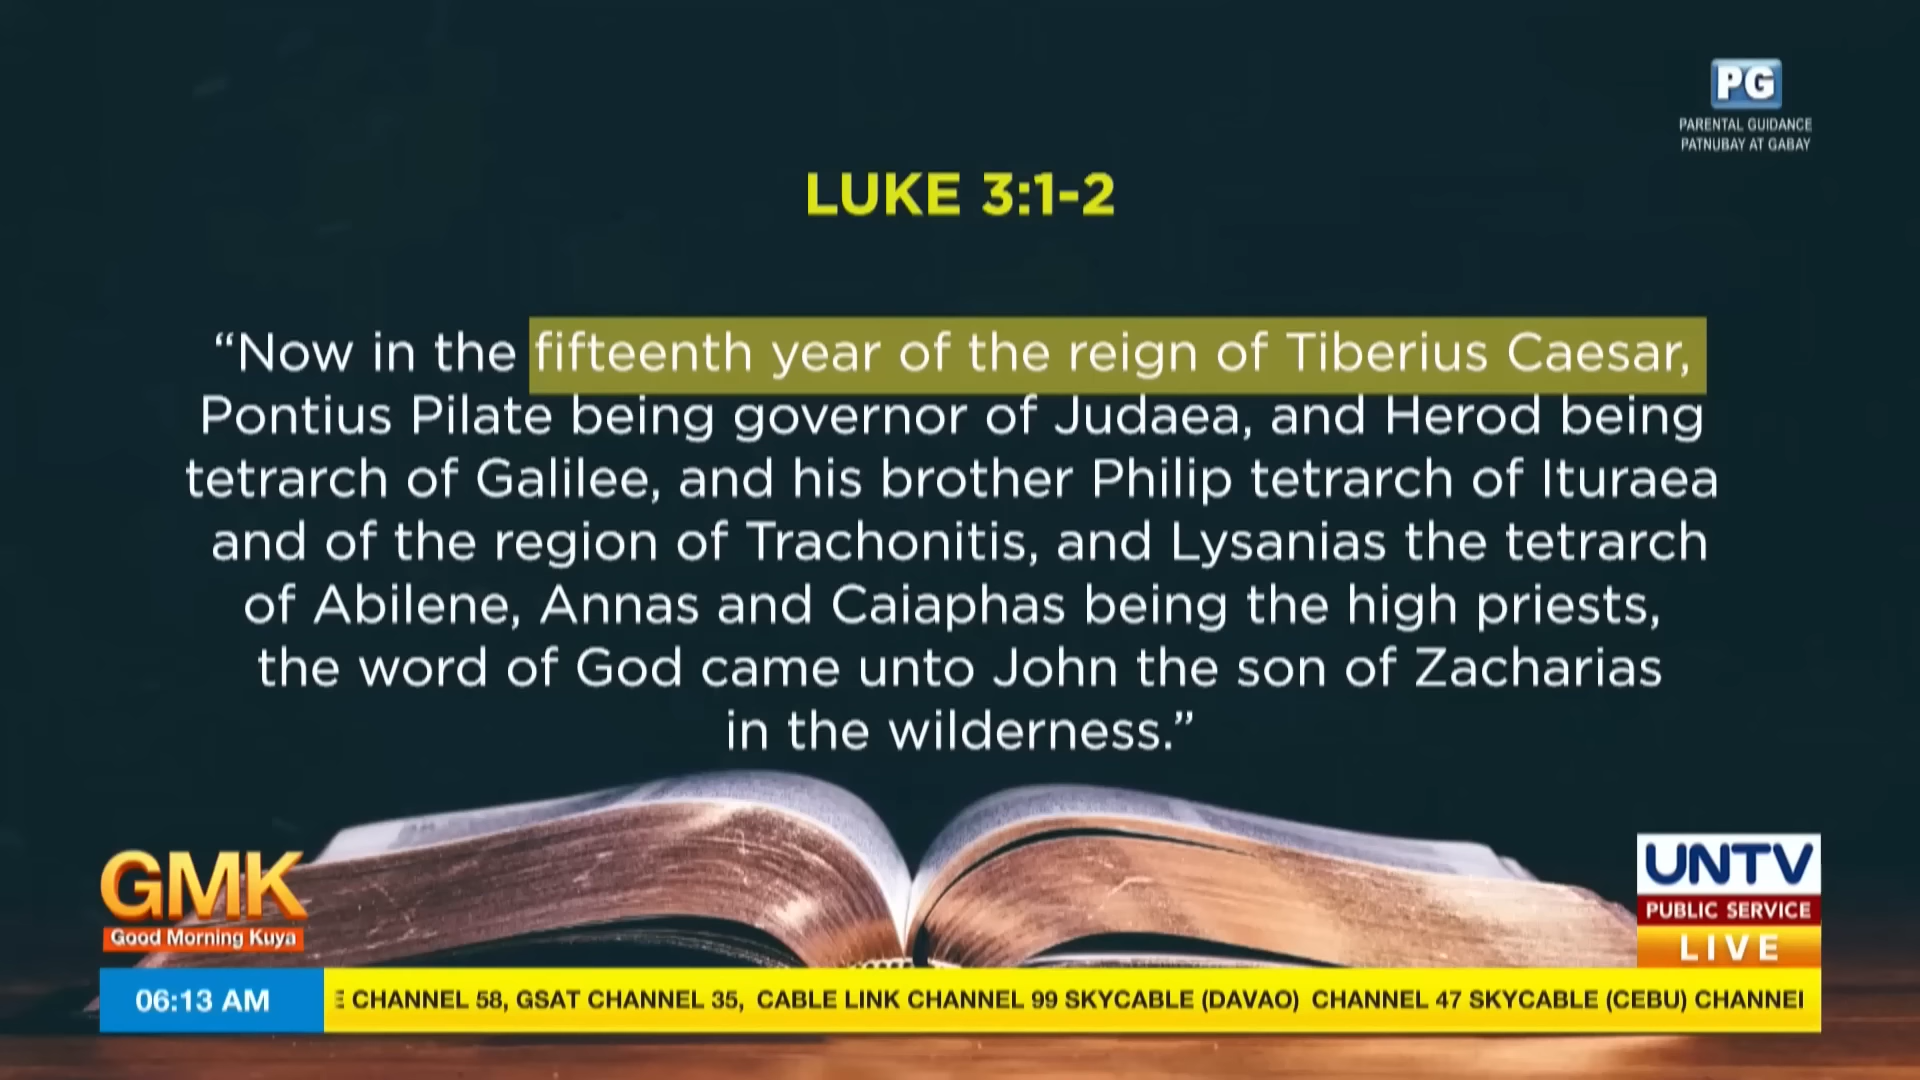 PG
PARENTAL GUIDANCE
PATNUBAY AT GABAY
LUKE 3:1-2
“Now in the fifteenth year of the reign of Tiberius Caesar,
Pontius Pilate being governor of Judaea, and Herod being
tetrarch of Galilee, and his brother Philip tetrarch of Ituraea
and of the region of Trachonitis, and Lysanias the tetrarch
of Abilene, Annas and Caiaphas being the high priests,
the word of God came unto John the son of Zacharias
in the wilderness.”
GMK
Good Morning Kuya
UNTV
PUBLIC SERVICE
LIVE
06:13 AM
CHANNEL 58, GSAT CHANNEL 35, CABLE LINK CHANNEL 99 SKYCABLE (DAVAO) CHANNEL 47 SKYCABLE (CEBU)